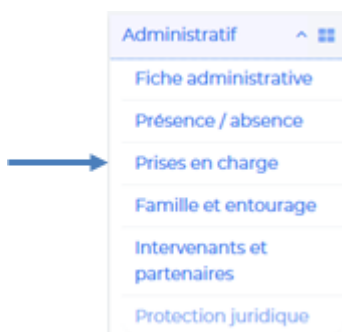 Administratif
Fiche administrative
Présence / absence
Prises en charge
Famille et entourage
Intervenants et
partenaires
Protection juridique